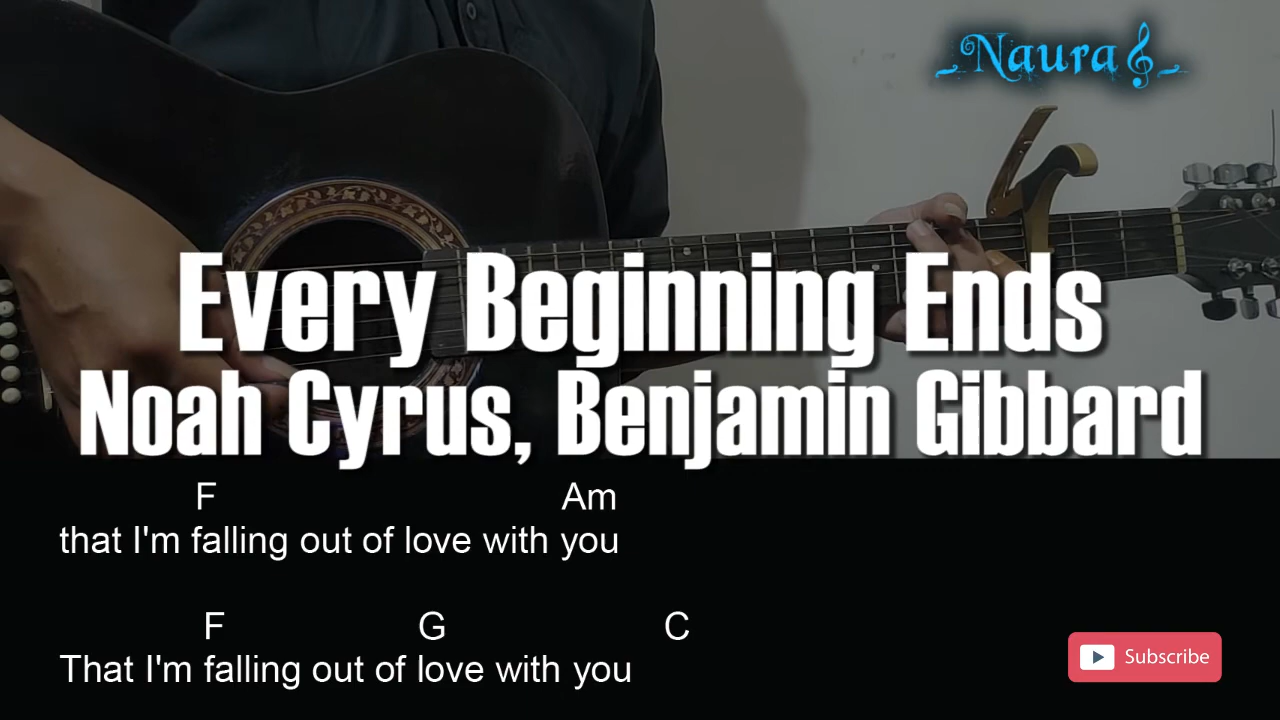 Naura
Every Beginning Ends
Noah Cyrus, Benjamin Gibbard
F Am
that I'm falling out of love with you
F G C
That I'm falling out of love with you
Subscribe